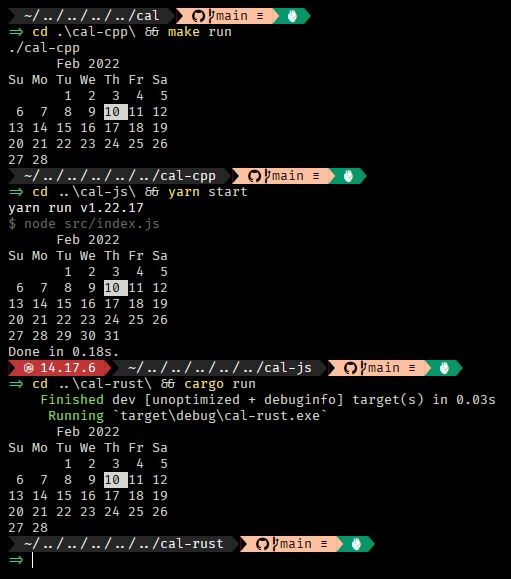 ~/../../../../../cal main ≡
=> cd .\cal-cpp\ && make run
./cal-cpp
Feb 2022
Su Mo Tu We Th Fr Sa
1 2 3 4 5
6 7 8 9 10 11 12
13 14 15 16 17 18 19
20 21 22 23 24 25 26
27 28
~/../../../../../cal-cpp main ≡
=> cd ..\cal-js\ && yarn start
yarn run v1.22.17
$ node src/index.js
Feb 2022
Su Mo Tu We Th Fr Sa
1 2 3 4 5
6 7 8 9 10 11 12
13 14 15 16 17 18 19
20 21 22 23 24 25 26
27 28 29 30 31
Done in 0.18s.
14.17.6 ~/../../../../../cal-js main ≡
=> cd ..\cal-rust\ && cargo run
Finished dev [unoptimized + debuginfo] target(s) in 0.03s
Running `target\debug\cal-rust.exe`
Feb 2022
Su Mo Tu We Th Fr Sa
1 2 3 4 5
6 7 8 9 10 11 12
13 14 15 16 17 18 19
20 21 22 23 24 25 26
27 28
~/../../../../../cal-rust main ≡
=>